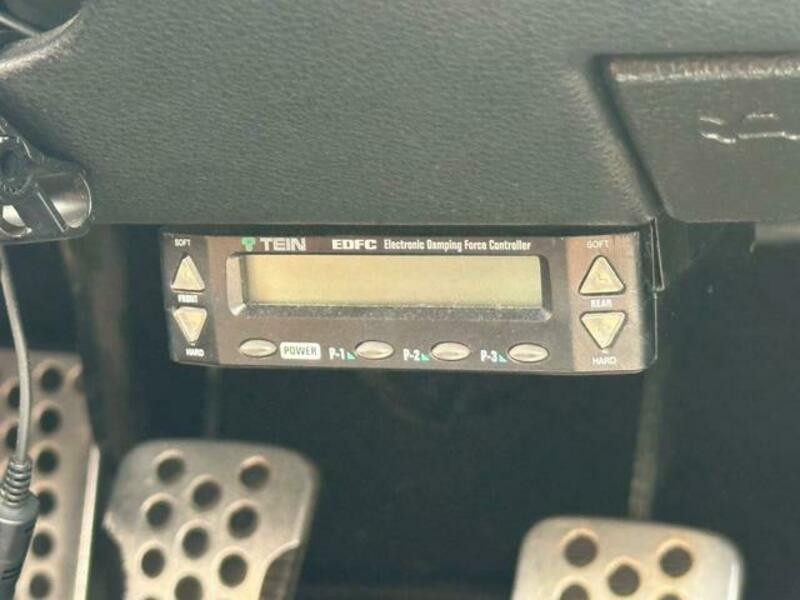 SOFT
TEIN EDFC Electronic Damping Force Controller
SOFT
FRONT
REAR
HARD
POWER P-1 P-2 P-3
HARD